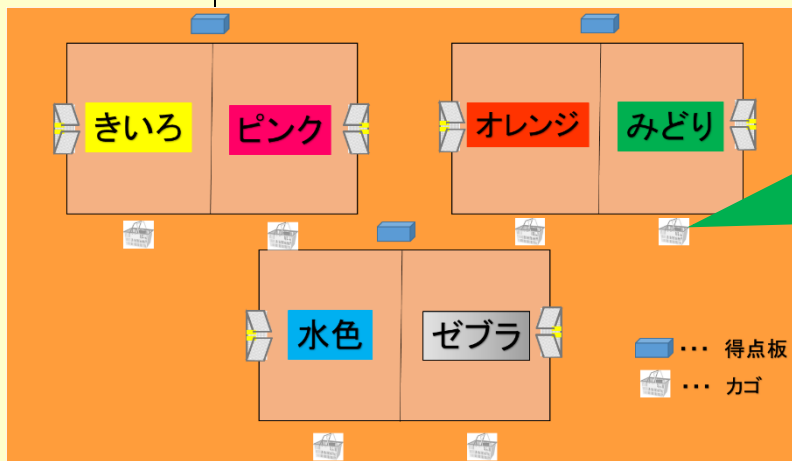 きいろ
ピンク
オレンジ
みどり
水色
ゼブラ
・・・ 得点板
・・・ カゴ